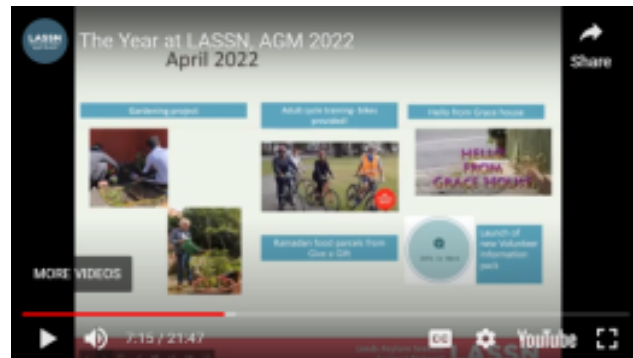 LASSN
The Year at LASSN, AGM 2022
Share
April 2022
Gardening project
Adult cycle training- bikes
provided!
Hello from Grace house
HELLO
FROM
GRACE HOUSE
Ramadan food parcels from
Give a Gift
Launch of
new Volunteer
information
pack
MORE VIDEOS
7:15 / 21:47
CC
YouTube
LASSN